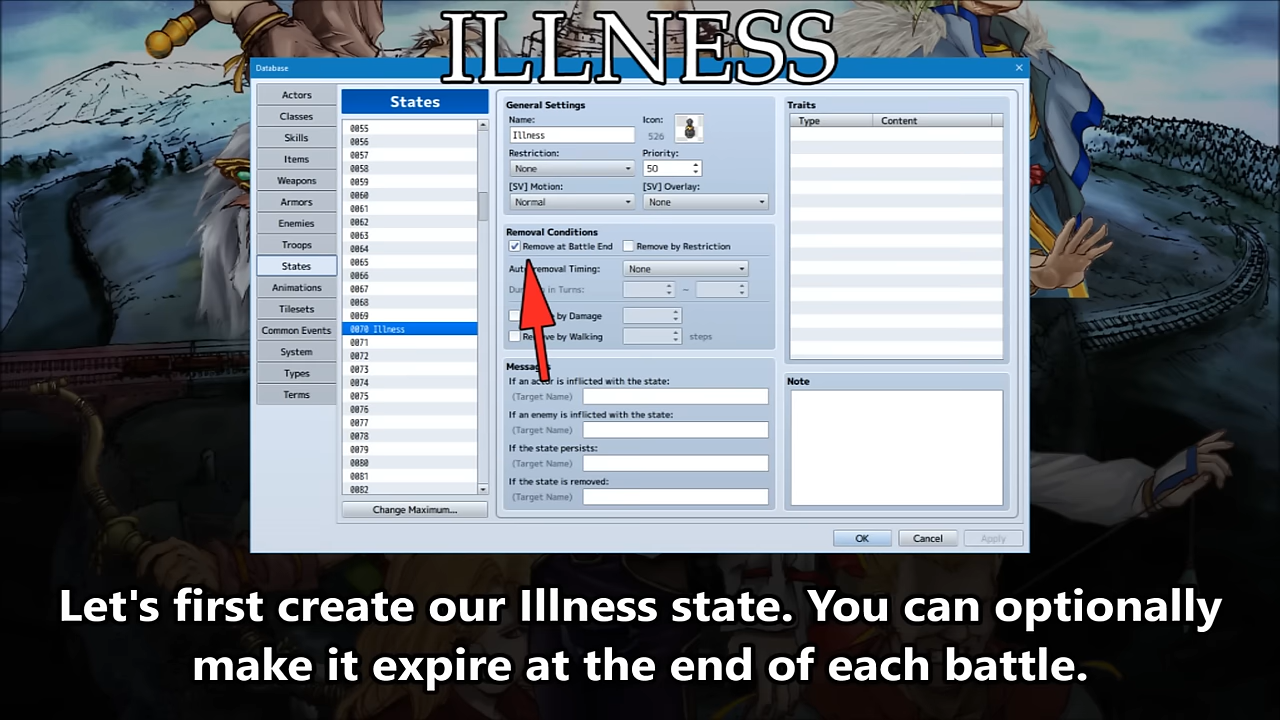 ILLNESS
Database
Actors
Classes
Skills
Items
Weapons
Armors
Enemies
Troops
States
Animations
Tilesets
Common Events
System
Types
Terms
States
0055
0056
0057
0058
0059
0060
0061
0062
0063
0064
0065
0066
0067
0068
0069
0070 Illness
0071
0072
0073
0074
0075
0076
0077
0078
0079
0080
0081
0082
Change Maximum...
General Settings
Name:
Icon:
Illness
526
Restriction:
Priority:
None
50
[SV] Motion:
[SV] Overlay:
Normal
None
Removal Conditions
Remove at Battle End
Remove by Restriction
removal Timing:
None
in Turns:
~
by Damage
by Walking
steps
If an actor is inflicted with the state:
(Target Name)
If an enemy is inflicted with the state:
(Target Name)
If the state persists:
(Target Name)
If the state is removed:
(Target Name)
Traits
Type
Content
Note
OK
Cancel
Apply
Let's first create our Illness state. You can optionally
make it expire at the end of each battle.